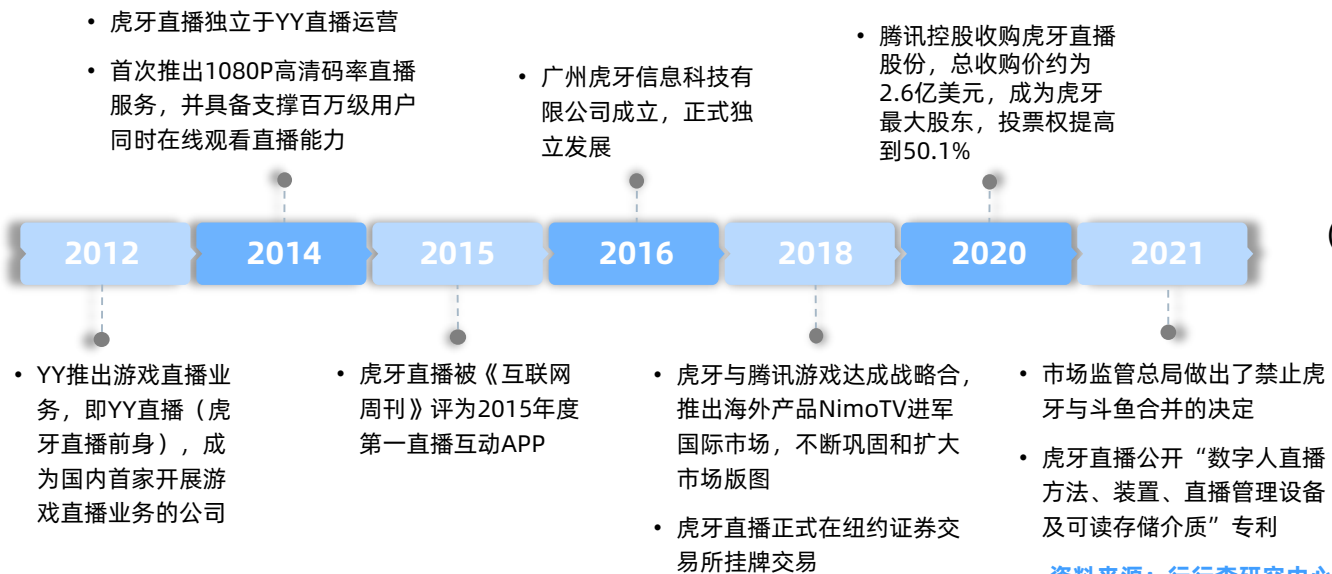 • 虎牙直播独立于YY直播运营
• 首次推出1080P高清码率直播
服务，并具备支撑百万级用户
同时在线观看直播能力
• 广州虎牙信息科技有
限公司成立，正式独
立发展
• 腾讯控股收购虎牙直播
股份，总收购价约为
2.6亿美元，成为虎牙
最大股东，投票权提高
到50.1%
2012
2014
2015
2016
2018
2020
2021
• YY推出游戏直播业
务，即YY直播（虎
牙直播前身），成
为国内首家开展游
戏直播业务的公司
• 虎牙直播被《互联网
周刊》评为2015年度
第一直播互动APP
• 虎牙与腾讯游戏达成战略合，
推出海外产品NimoTV进军
国际市场，不断巩固和扩大
市场版图
• 虎牙直播正式在纽约证券交
易所挂牌交易
• 市场监管总局做出了禁止虎
牙与斗鱼合并的决定
• 虎牙直播公开“数字人直播
方法、装置、直播管理设备
及可读存储介质”专利
资料来源：行行查研究中心